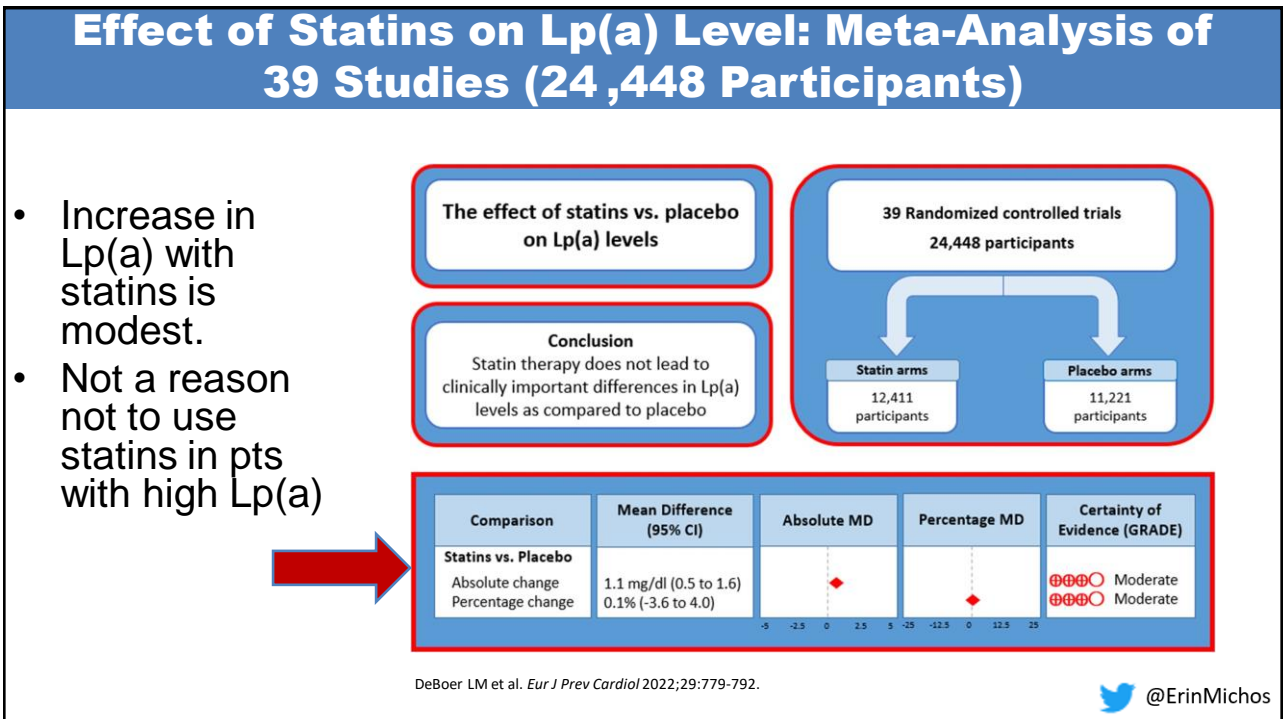 Effect of Statins on Lp(a) Level: Meta-Analysis of
39 Studies (24 ,448 Participants)
• Increase in
Lp(a) with
statins is
modest.
• Not a reason
not to use
statins in pts
with high Lp(a)
The effect of statins vs. placebo
on Lp(a) levels
Conclusion
Statin therapy does not lead to
clinically important differences in Lp(a)
levels as compared to placebo
39 Randomized controlled trials
24,448 participants
Statin arms
12,411
participants
Placebo arms
11,221
participants
Comparison
Mean Difference
(95% CI)
Absolute MD
Percentage MD
Certainty of
Evidence (GRADE)
Statins vs. Placebo
Absolute change 1.1 mg/dl (0.5 to 1.6) ⊕⊕⊕◯ Moderate
Percentage change 0.1% (-3.6 to 4.0) ⊕⊕⊕◯ Moderate
-5 -2.5 0 2.5 5 -25 -12.5 0 12.5 25
DeBoer LM et al. Eur J Prev Cardiol 2022;29:779-792.
@ErinMichos